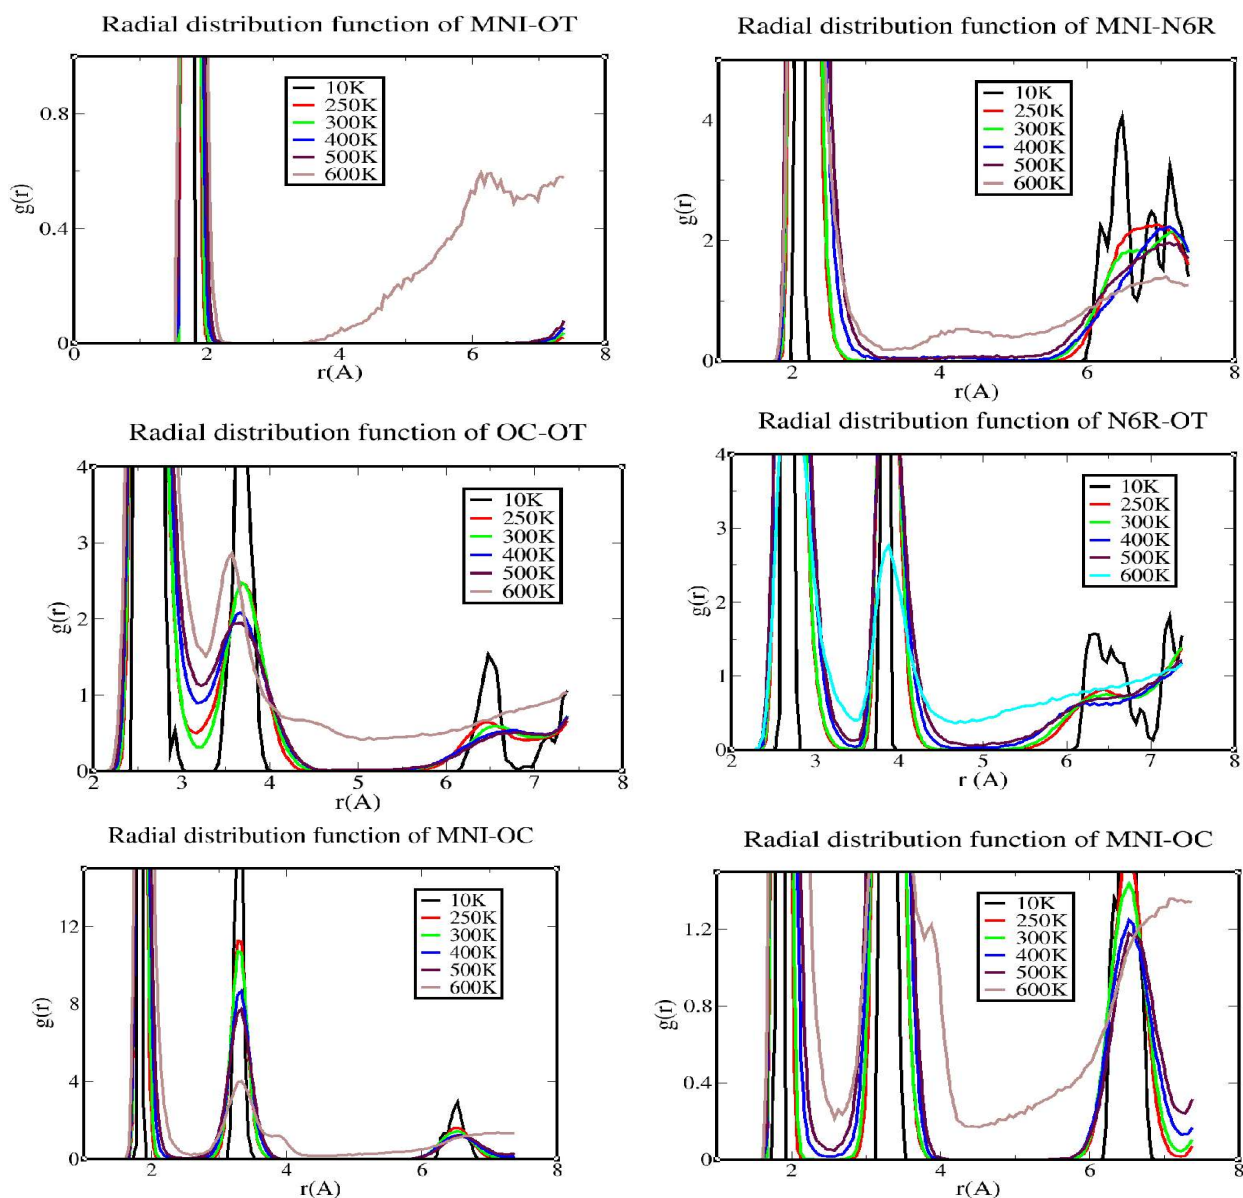 Radial distribution function of MNI-OT
g(r)
0.8
0.4
0
10K
250K
300K
400K
500K
600K
0
2
4
6
8
r(A)
Radial distribution function of MNI-N6R
g(r)
4
2
0
10K
250K
300K
400K
500K
600K
2
4
6
8
r(A)
Radial distribution function of OC-OT
g(r)
4
3
2
1
0
10K
250K
300K
400K
500K
600K
2
3
4
5
6
7
8
r(A)
Radial distribution function of N6R-OT
g(r)
4
3
2
1
0
10K
250K
300K
400K
500K
600K
2
3
4
5
6
7
8
r(A)
Radial distribution function of MNI-OC
g(r)
12
8
4
0
10K
250K
300K
400K
500K
600K
2
4
6
8
r(A)
Radial distribution function of MNI-OC
g(r)
1.2
0.8
0.4
0
10K
250K
300K
400K
500K
600K
2
4
6
8
r(A)